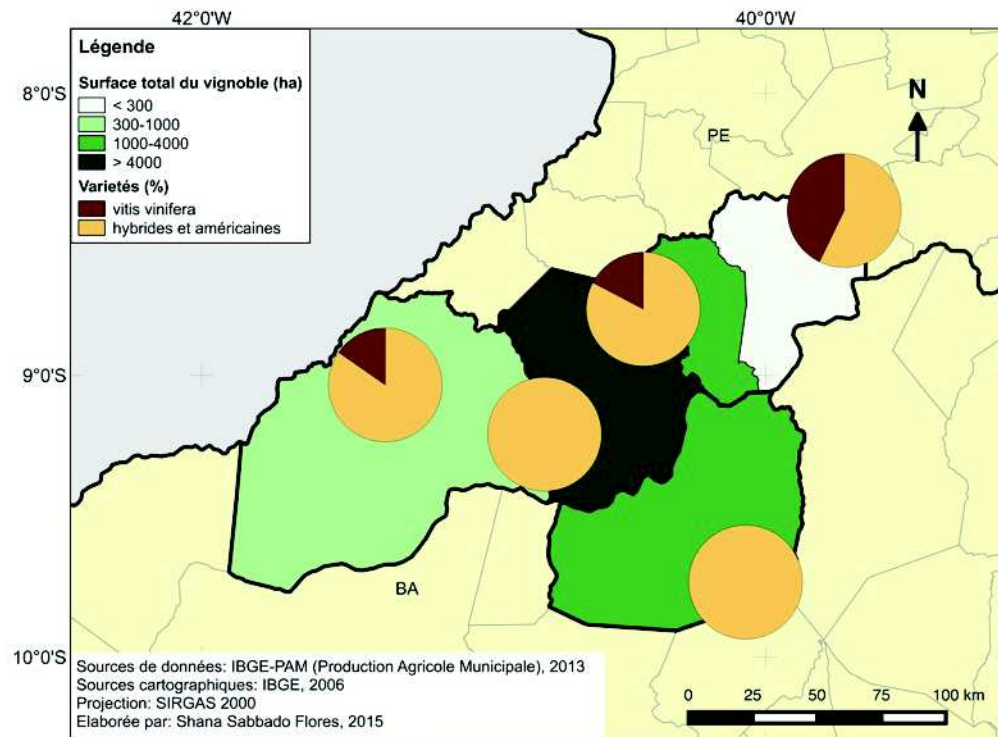 42°0'W
40°0'W
Légende
Surface total du vignoble (ha)
< 300
300-1000
1000-4000
> 4000
Varietés (%)
vitis vinifera
hybrides et américaines
8°0'S
N
PE
9°0'S
BA
10°0'S
Sources de données: IBGE-PAM (Production Agricole Municipale), 2013
Sources cartographiques: IBGE, 2006
Projection: SIRGAS 2000
Elaborée par: Shana Sabbado Flores, 2015
0 25 50 75 100 km